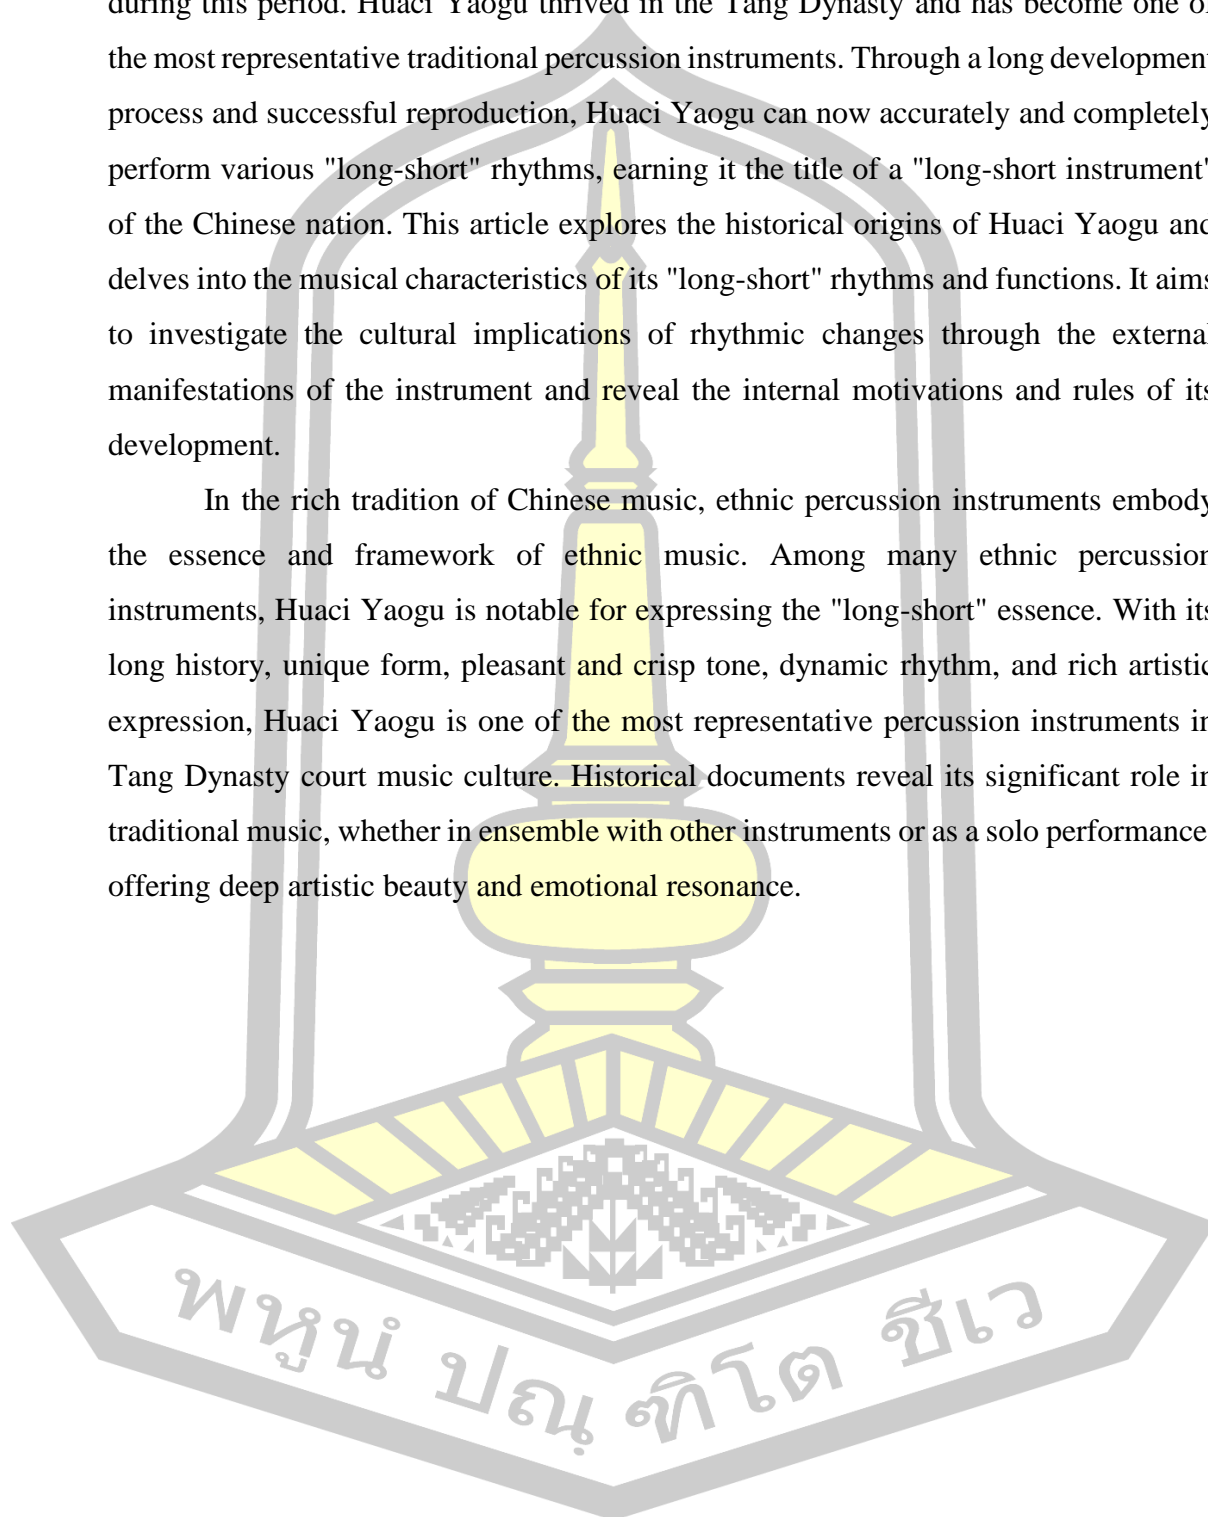 during this period. Huaci Yaogu thrived in the Tang Dynasty and has become one of
the most representative traditional percussion instruments. Through a long development
process and successful reproduction, Huaci Yaogu can now accurately and completely
perform various "long-short" rhythms, earning it the title of a "long-short instrument"
of the Chinese nation. This article explores the historical origins of Huaci Yaogu and
delves into the musical characteristics of its "long-short" rhythms and functions. It aims
to investigate the cultural implications of rhythmic changes through the external
manifestations of the instrument and reveal the internal motivations and rules of its
development.
In the rich tradition of Chinese music, ethnic percussion instruments embody
the essence and framework of ethnic music. Among many ethnic percussion
instruments, Huaci Yaogu is notable for expressing the "long-short" essence. With its
long history, unique form, pleasant and crisp tone, dynamic rhythm, and rich artistic
expression, Huaci Yaogu is one of the most representative percussion instruments in
Tang Dynasty court music culture. Historical documents reveal its significant role in
traditional music, whether in ensemble with other instruments or as a solo performance,
offering deep artistic beauty and emotional resonance.
พหูนํ ปณฺฑิโต ชีเว